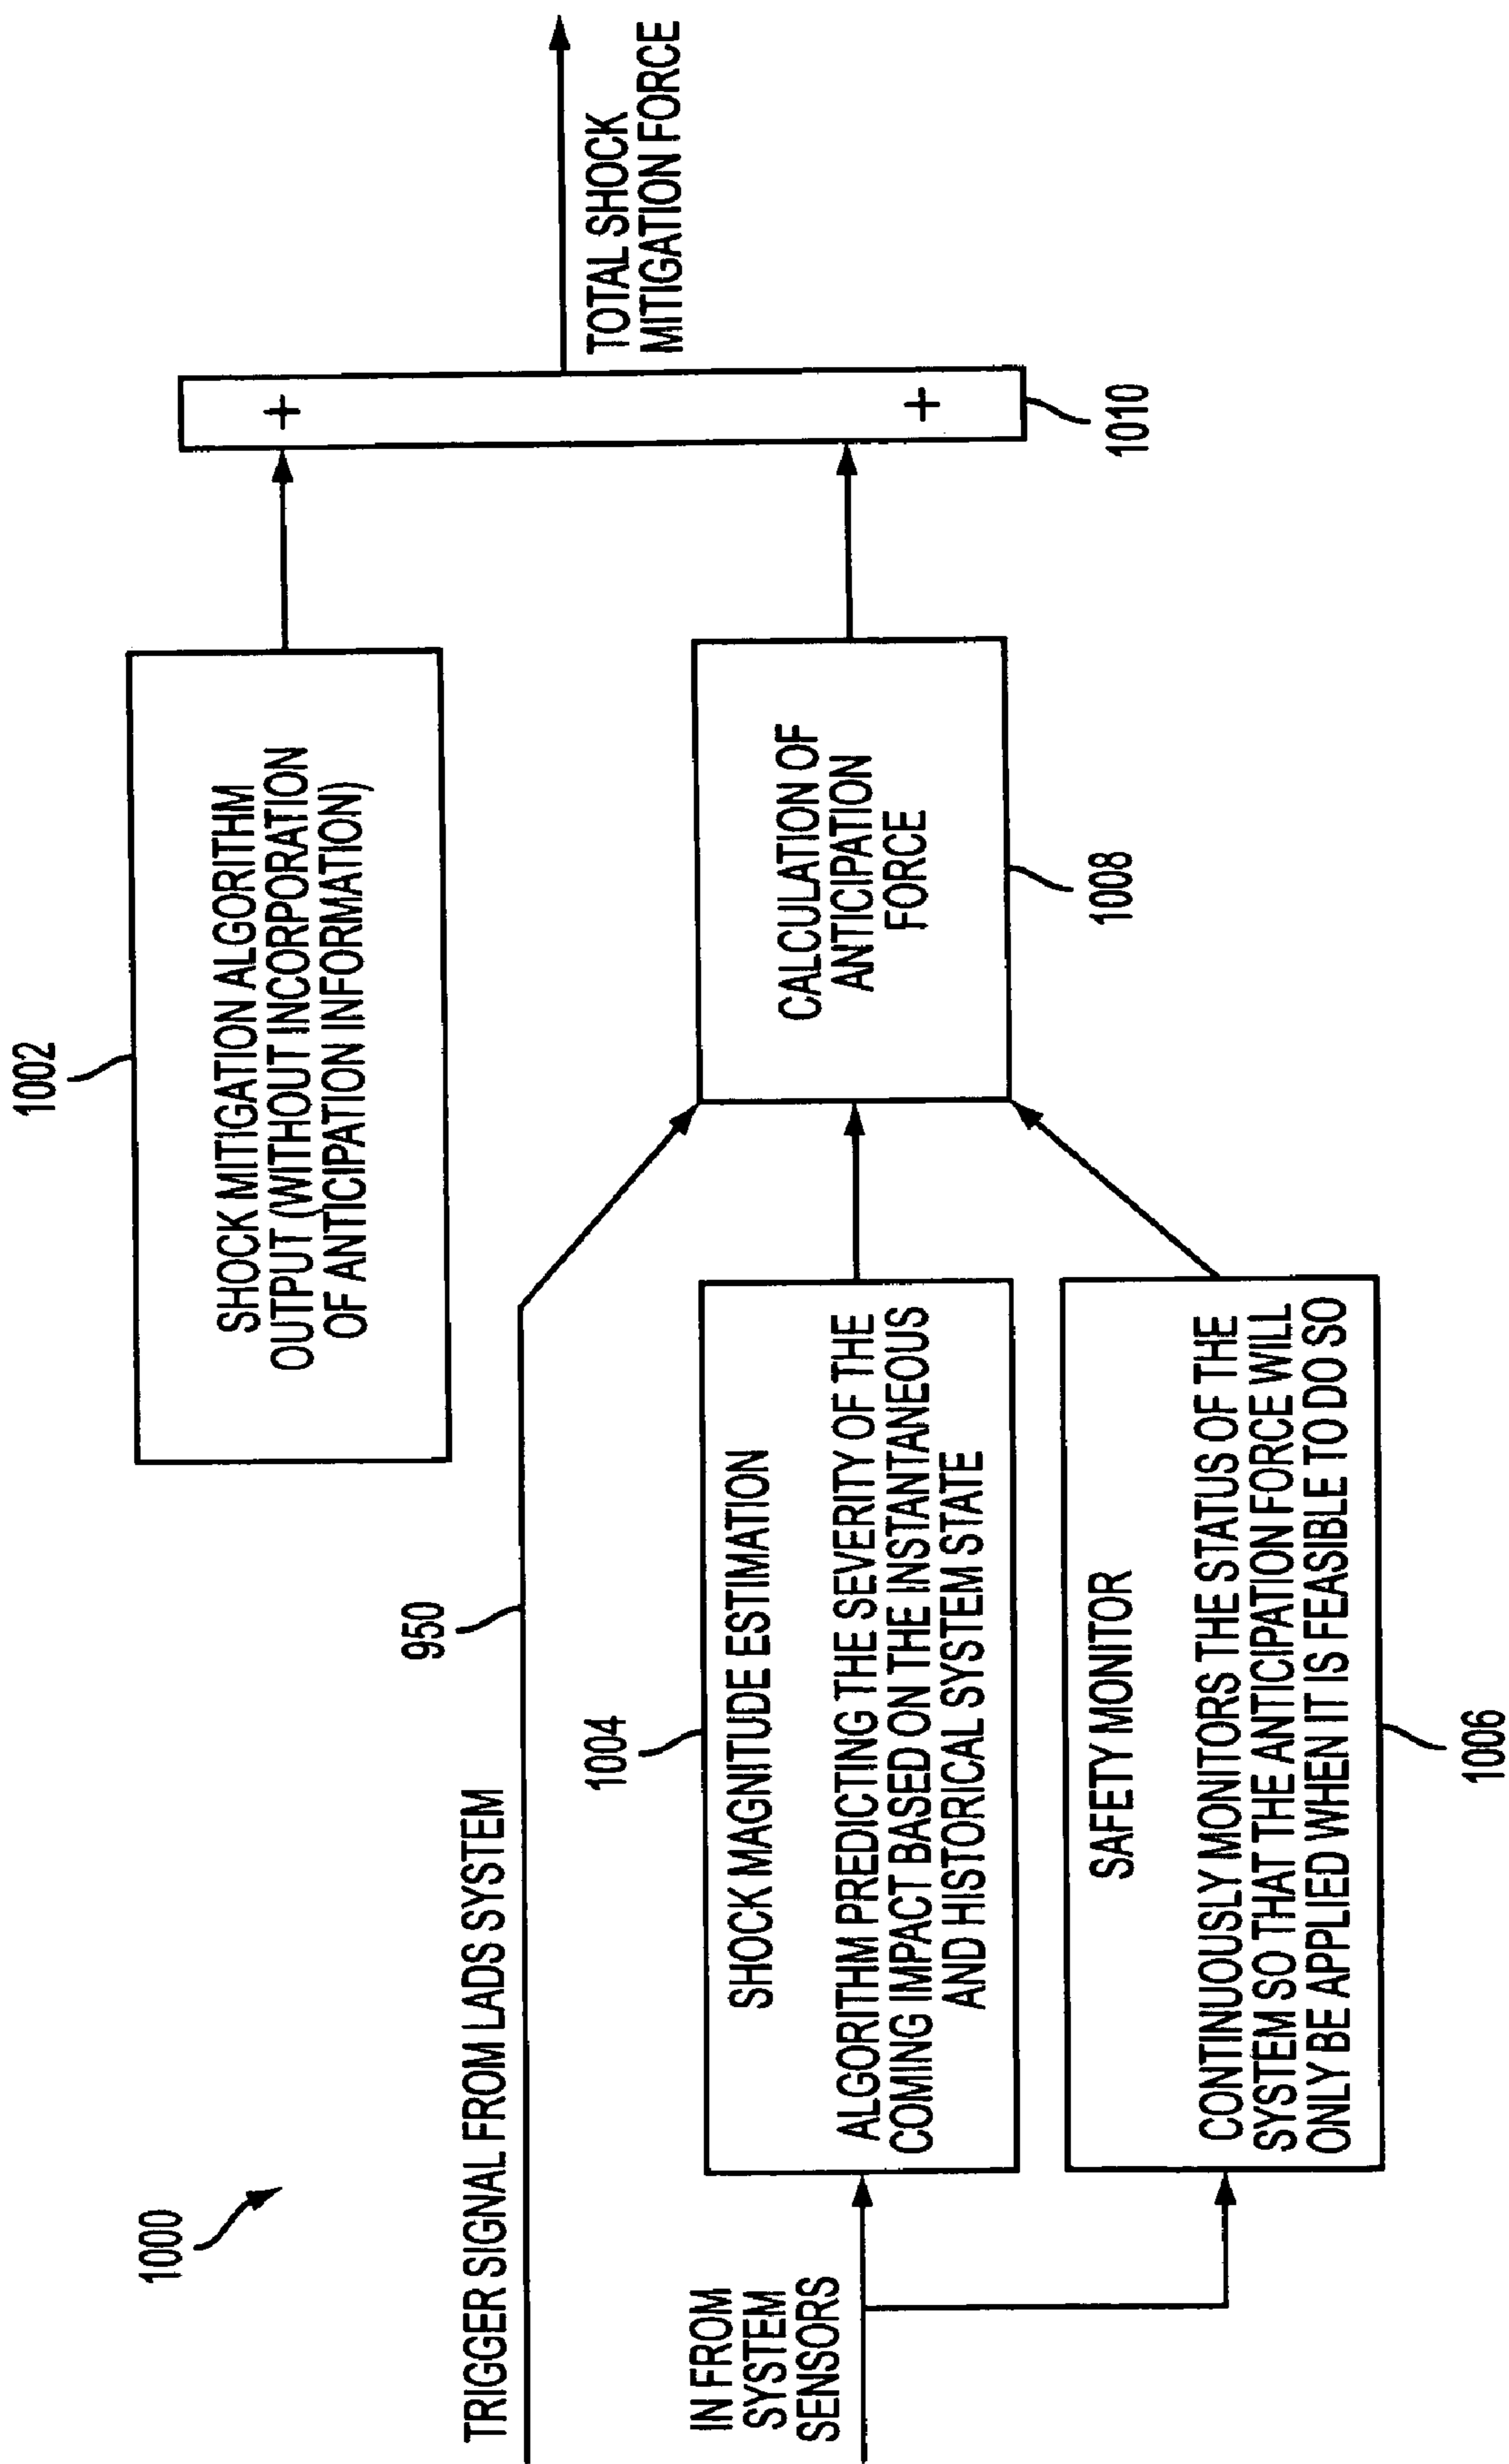 1000
1002
SHOCK MITIGATION ALGORITHM
OUTPUT (WITHOUT INCORPORATION
OF ANTICIPATION INFORMATION)
TRIGGER SIGNAL FROM LADS SYSTEM
950
IN FROM
SYSTEM
SENSORS
1004
SHOCK MAGNITUDE ESTIMATION
ALGORITHM PREDICTING THE SEVERITY OF THE
COMING IMPACT BASED ON THE INSTANTANEOUS
AND HISTORICAL SYSTEM STATE
SAFETY MONITOR
CONTINUOUSLY MONITORS THE STATUS OF THE
SYSTEM SO THAT THE ANTICIPATION FORCE WILL
ONLY BE APPLIED WHEN IT IS FEASIBLE TO DO SO
1006
CALCULATION OF
ANTICIPATION
FORCE
1008
+
+
1010
TOTAL SHOCK
MITIGATION FORCE